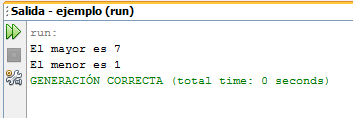 Salida - ejemplo (run)
run:
El mayor es 7
El menor es 1
GENERACIÓN CORRECTA (total time: 0 seconds)